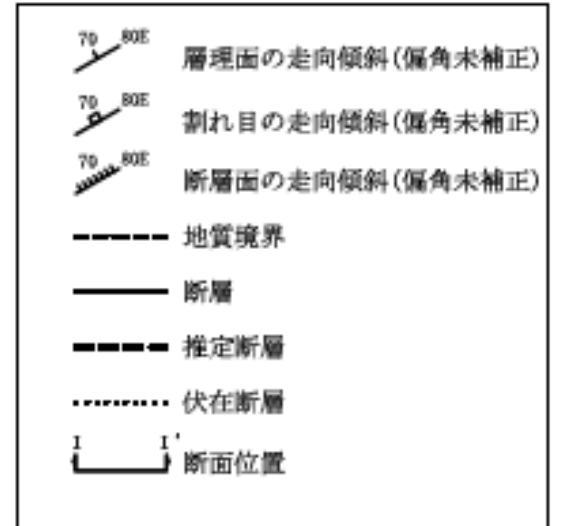 70 80E 層理面の走向傾斜(偏角未補正)
70 80E 割れ目の走向傾斜(偏角未補正)
70 80E 断層面の走向傾斜(偏角未補正)
地質境界
断層
推定断層
伏在断層
I I' 断面位置